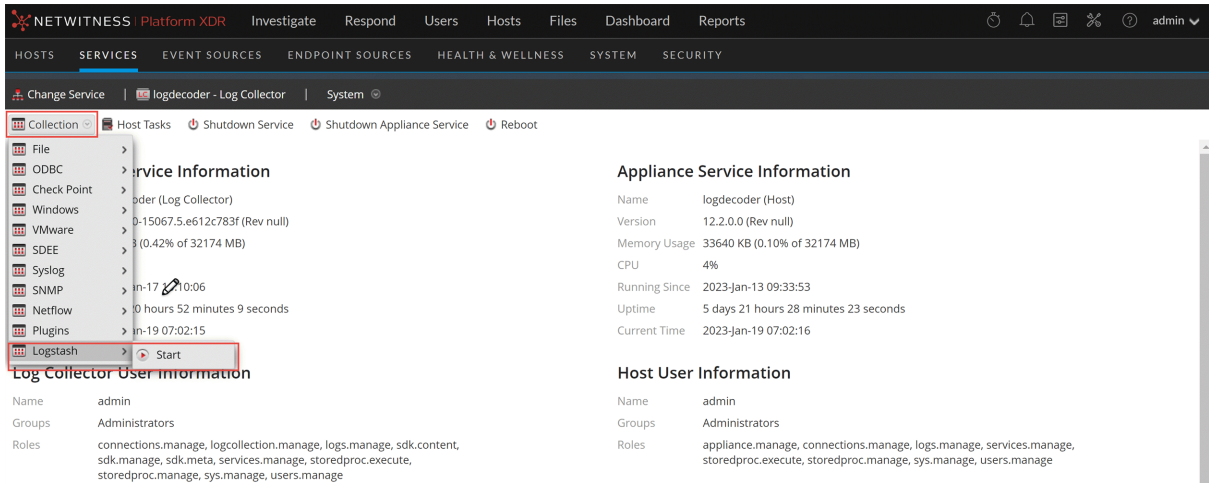 NETWITNESS | Platform XDR Investigate Respond Users Hosts Files Dashboard Reports admin
HOSTS SERVICES EVENT SOURCES ENDPOINT SOURCES HEALTH & WELLNESS SYSTEM SECURITY
Change Service | LC logdecoder - Log Collector | System
Collection Host Tasks Shutdown Service Shutdown Appliance Service Reboot
File
ODBC
Check Point
Windows
VMware
SDEE
Syslog
SNMP
Netflow
Plugins
Logstash
Start
rvice Information
oder (Log Collector)
0-15067.5.e612c783f (Rev null)
(0.42% of 32174 MB)
an-17 10:06
20 hours 52 minutes 9 seconds
an-19 07:02:15
Appliance Service Information
Name logdecoder (Host)
Version 12.2.0.0 (Rev null)
Memory Usage 33640 KB (0.10% of 32174 MB)
CPU 4%
Running Since 2023-Jan-13 09:33:53
Uptime 5 days 21 hours 28 minutes 23 seconds
Current Time 2023-Jan-19 07:02:16
Log Collector User Information
Name admin
Groups Administrators
Roles connections.manage, logcollection.manage, logs.manage, sdk.content,
sdk.manage, sdk.meta, services.manage, storedproc.execute,
storedproc.manage, sys.manage, users.manage
Host User Information
Name admin
Groups Administrators
Roles appliance.manage, connections.manage, logs.manage, services.manage,
storedproc.execute, storedproc.manage, sys.manage, users.manage